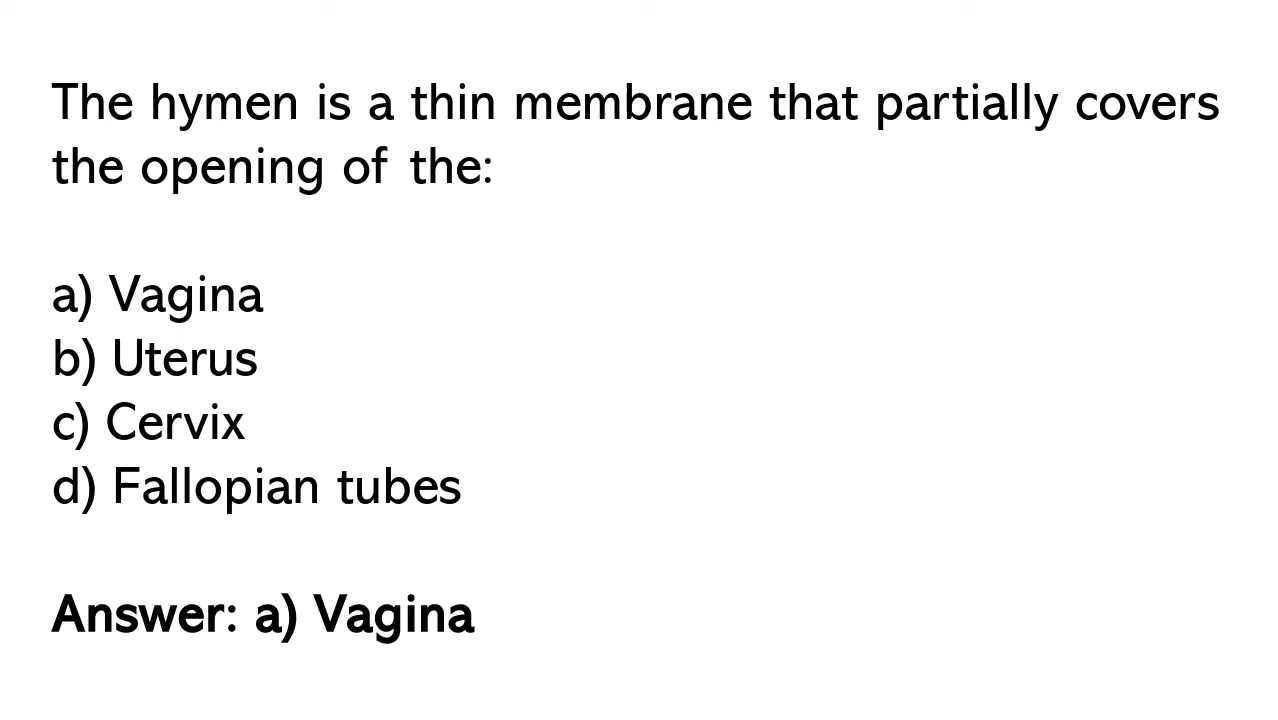 The hymen is a thin membrane that partially covers
the opening of the:
a) Vagina
b) Uterus
c) Cervix
d) Fallopian tubes
Answer: a) Vagina